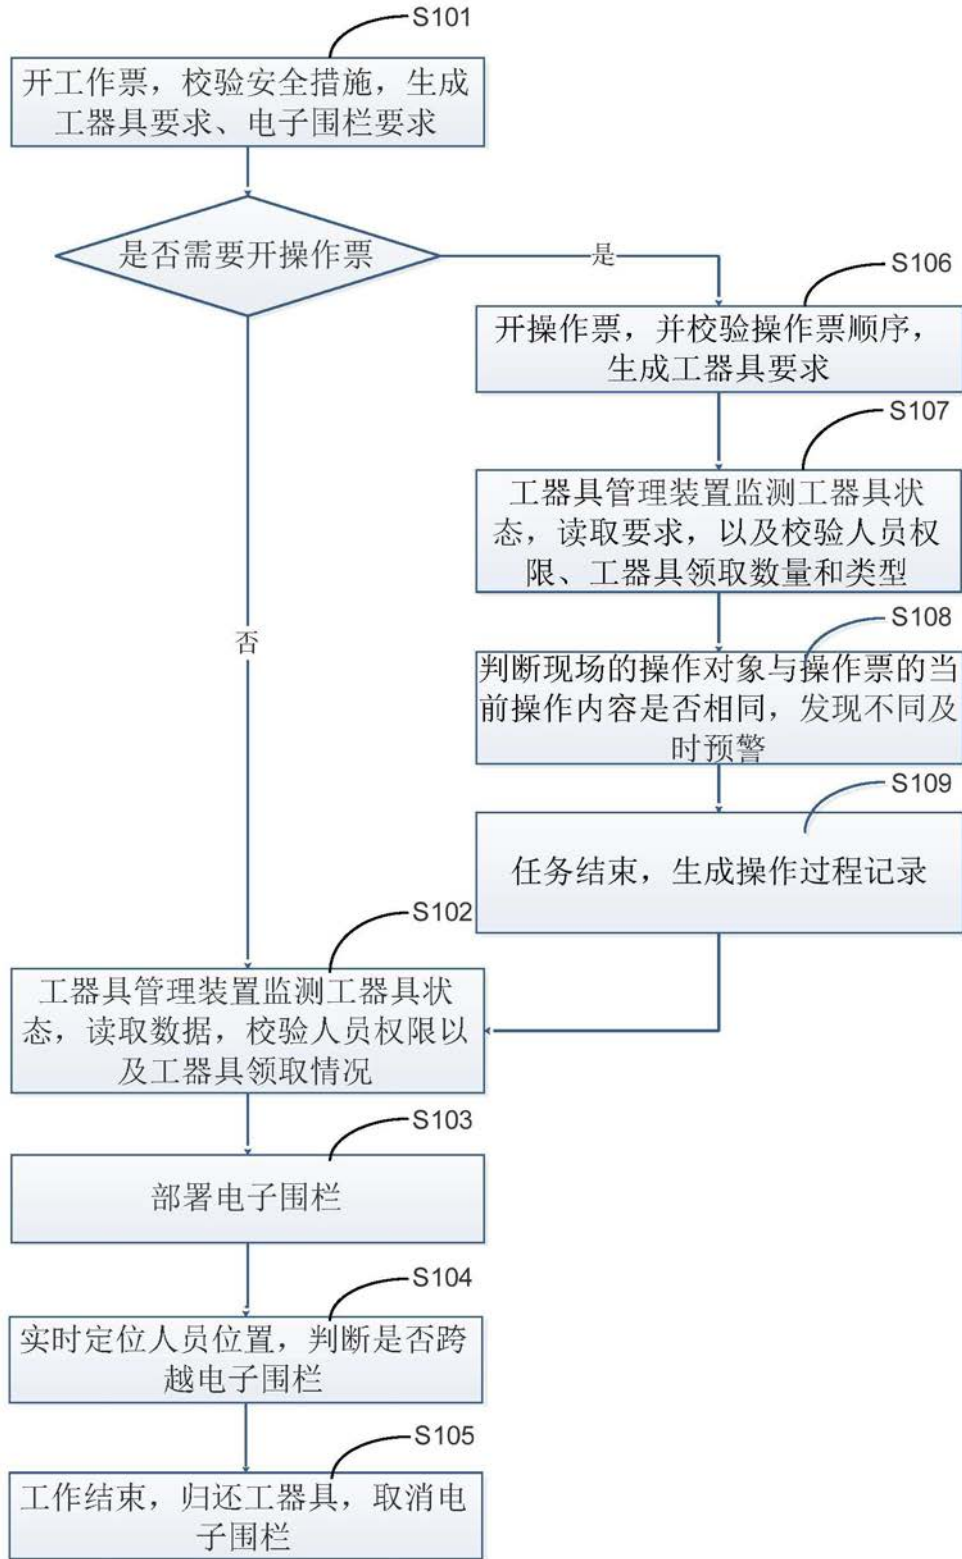 S101
开工作票，校验安全措施，生成
工器具要求、电子围栏要求
是否需要开操作票
是
S106
开操作票，并校验操作票顺序，
生成工器具要求
S107
工器具管理装置监测工器具状
态，读取要求，以及校验人员权
限、工器具领取数量和类型
S108
判断现场的操作对象与操作票的当
前操作内容是否相同，发现不同及
时预警
S109
任务结束，生成操作过程记录
否
S102
工器具管理装置监测工器具状
态，读取数据，校验人员权限以
及工器具领取情况
S103
部署电子围栏
S104
实时定位人员位置，判断是否跨
越电子围栏
S105
工作结束，归还工器具，取消电
子围栏